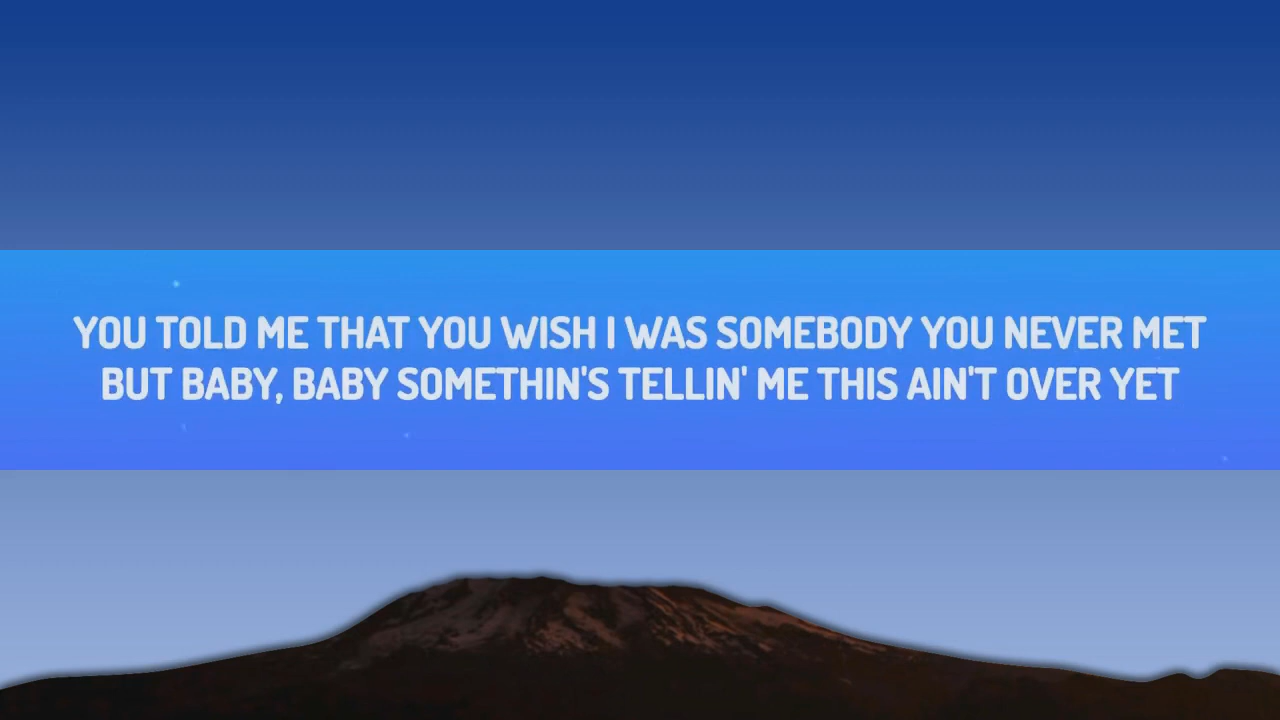 YOU TOLD ME THAT YOU WISH I WAS SOMEBODY YOU NEVER MET
BUT BABY, BABY SOMETHIN'S TELLIN' ME THIS AIN'T OVER YET